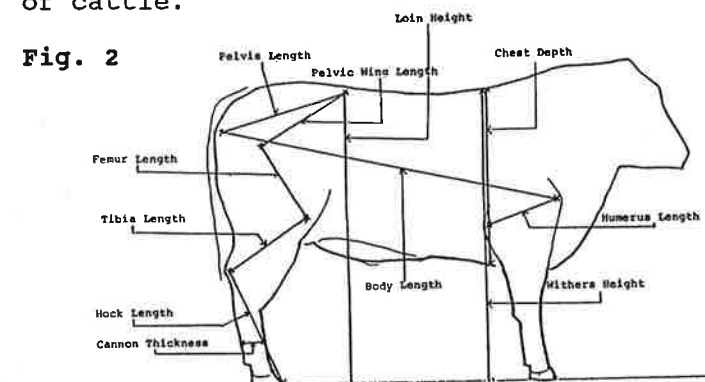 of cattle.
Fig. 2
Loin Height
Pelvis Length
Chest Depth
Pelvic Wing Length
Femur Length
Tibia Length
Humerus Length
Body Length
Withers Height
Hock Length
Cannon Thickness